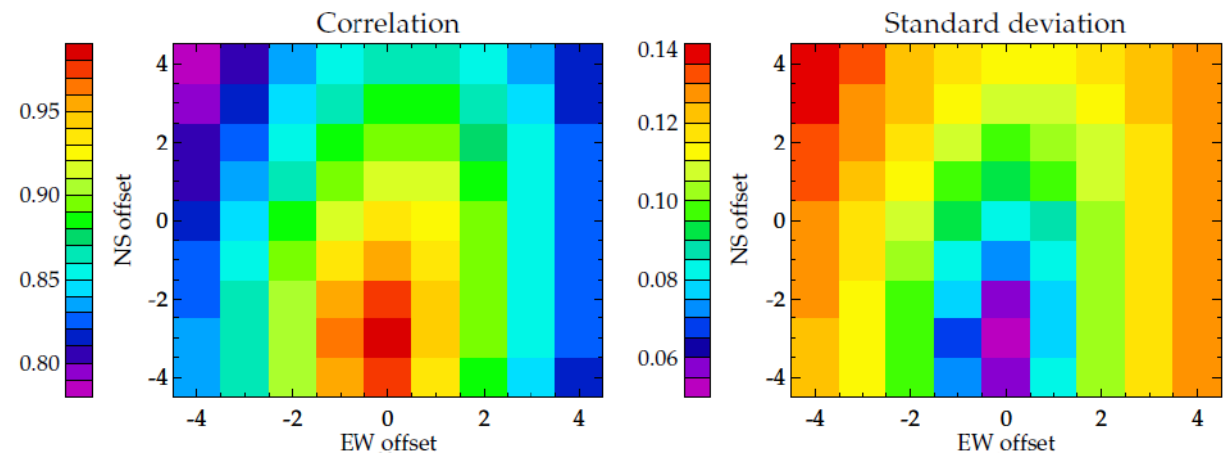 Correlation
0.95
0.90
0.85
0.80
NS offset
4
2
0
-2
-4
-4 -2 0 2 4
EW offset
Standard deviation
0.14
0.12
0.10
0.08
0.06
NS offset
4
2
0
-2
-4
-4 -2 0 2 4
EW offset